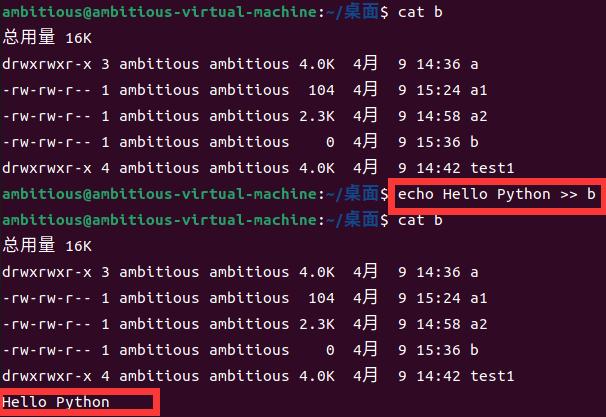 ambitious@ambitious-virtual-machine:~/桌面$ cat b
总用量 16K
drwxrwxr-x 3 ambitious ambitious 4.0K  4月   9 14:36 a
-rw-rw-r-- 1 ambitious ambitious  104  4月   9 15:24 a1
-rw-rw-r-- 1 ambitious ambitious 2.3K  4月   9 14:58 a2
-rw-rw-r-- 1 ambitious ambitious    0  4月   9 15:36 b
drwxrwxr-x 4 ambitious ambitious 4.0K  4月   9 14:42 test1
ambitious@ambitious-virtual-machine:~/桌面$ echo Hello Python >> b
ambitious@ambitious-virtual-machine:~/桌面$ cat b
总用量 16K
drwxrwxr-x 3 ambitious ambitious 4.0K  4月   9 14:36 a
-rw-rw-r-- 1 ambitious ambitious  104  4月   9 15:24 a1
-rw-rw-r-- 1 ambitious ambitious 2.3K  4月   9 14:58 a2
-rw-rw-r-- 1 ambitious ambitious    0  4月   9 15:36 b
drwxrwxr-x 4 ambitious ambitious 4.0K  4月   9 14:42 test1
Hello Python